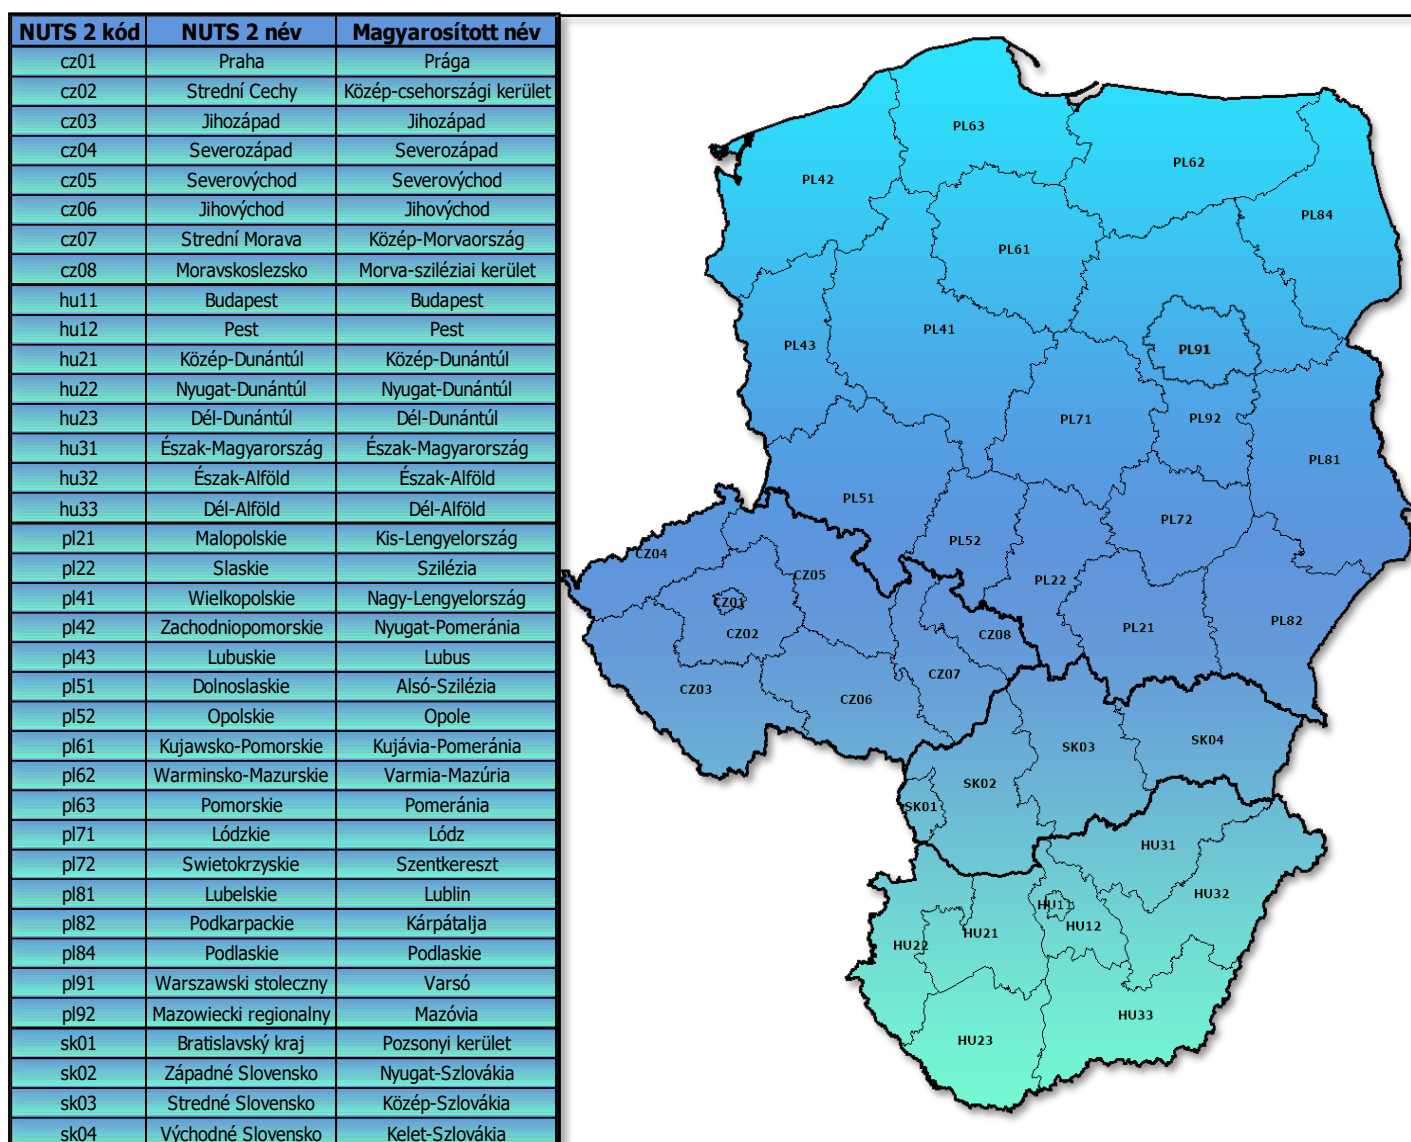 NUTS 2 kód NUTS 2 név Magyarosított név
cz01 Praha Prága
cz02 Strední Cechy Közép-csehországi kerület
cz03 Jihozápad Jihozápad
cz04 Severozápad Severozápad
cz05 Severovýchod Severovýchod
cz06 Jihovýchod Jihovýchod
cz07 Strední Morava Közép-Morvaország
cz08 Moravskoslezsko Morva-sziléziai kerület
hu11 Budapest Budapest
hu12 Pest Pest
hu21 Közép-Dunántúl Közép-Dunántúl
hu22 Nyugat-Dunántúl Nyugat-Dunántúl
hu23 Dél-Dunántúl Dél-Dunántúl
hu31 Észak-Magyarország Észak-Magyarország
hu32 Észak-Alföld Észak-Alföld
hu33 Dél-Alföld Dél-Alföld
pl21 Malopolskie Kis-Lengyelország
pl22 Slaskie Szilézia
pl41 Wielkopolskie Nagy-Lengyelország
pl42 Zachodniopomorskie Nyugat-Pomeránia
pl43 Lubuskie Lubus
pl51 Dolnoslaskie Alsó-Szilézia
pl52 Opolskie Opole
pl61 Kujawsko-Pomorskie Kujávia-Pomeránia
pl62 Warminsko-Mazurskie Varmia-Mazúria
pl63 Pomorskie Pomeránia
pl71 Lódzkie Lódz
pl72 Swietokrzyskie Szentkereszt
pl81 Lubelskie Lublin
pl82 Podkarpackie Kárpátalja
pl84 Podlaskie Podlaskie
pl91 Warszawski stoleczny Varsó
pl92 Mazowiecki regionalny Mazóvia
sk01 Bratislavský kraj Pozsonyi kerület
sk02 Západné Slovensko Nyugat-Szlovákia
sk03 Stredné Slovensko Közép-Szlovákia
sk04 Východné Slovensko Kelet-Szlovákia
PL63
PL62
PL42
PL84
PL61
PL41
PL43
PL91
PL71
PL92
PL81
PL51
PL72
PL52
CZ04
CZ05
PL22
CZ01
PL82
PL21
CZ02
CZ08
CZ07
CZ03
CZ06
SK04
SK03
SK02
SK01
HU31
HU32
HU11
HU12
HU21
HU22
HU33
HU23